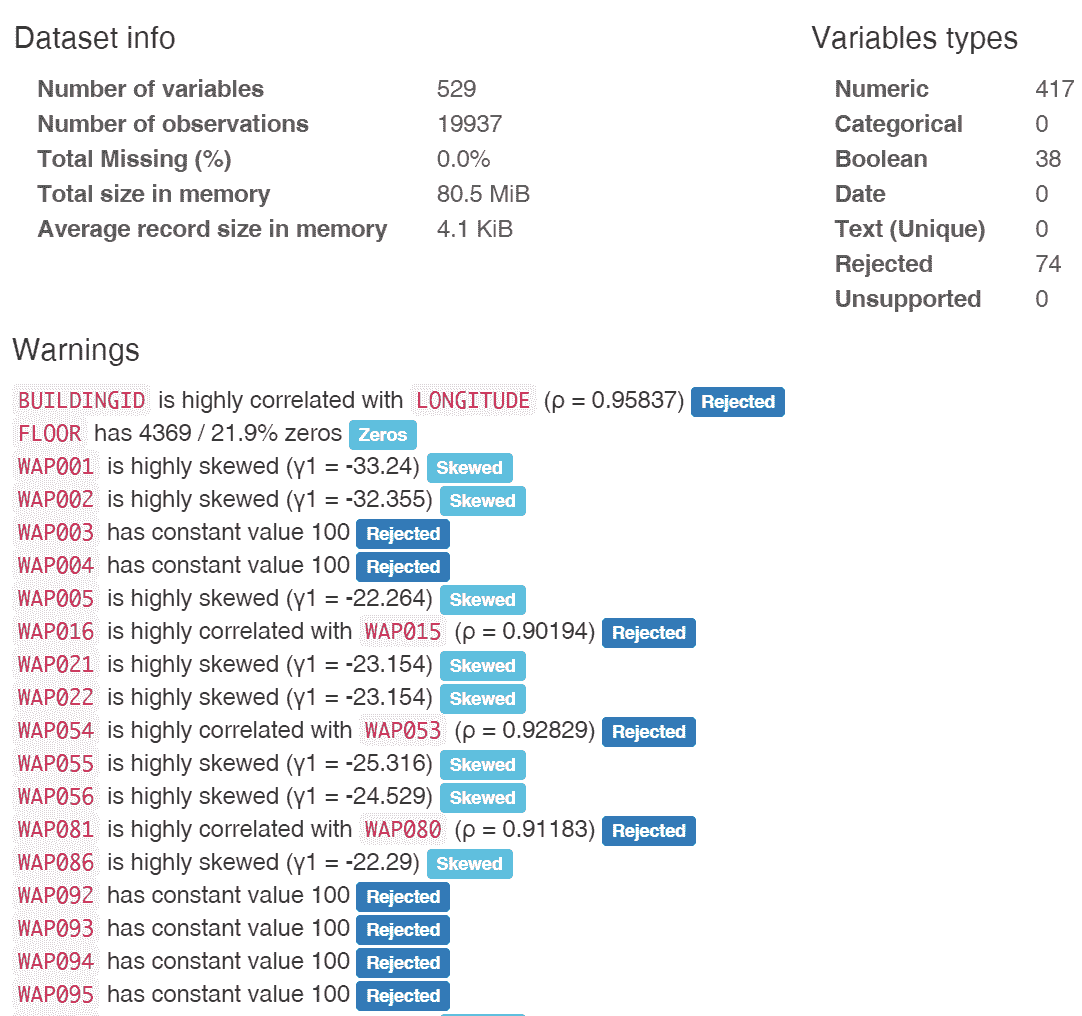 Dataset info
Number of variables 529
Number of observations 19937
Total Missing (%) 0.0%
Total size in memory 80.5 MiB
Average record size in memory 4.1 KiB
Variables types
Numeric 417
Categorical 0
Boolean 38
Date 0
Text (Unique) 0
Rejected 74
Unsupported 0
Warnings
BUILDINGID is highly correlated with LONGITUDE (ρ = 0.95837) Rejected
FLOOR has 4369 / 21.9% zeros Zeros
WAP001 is highly skewed (γ1 = -33.24) Skewed
WAP002 is highly skewed (γ1 = -32.355) Skewed
WAP003 has constant value 100 Rejected
WAP004 has constant value 100 Rejected
WAP005 is highly skewed (γ1 = -22.264) Skewed
WAP016 is highly correlated with WAP015 (ρ = 0.90194) Rejected
WAP021 is highly skewed (γ1 = -23.154) Skewed
WAP022 is highly skewed (γ1 = -23.154) Skewed
WAP054 is highly correlated with WAP053 (ρ = 0.92829) Rejected
WAP055 is highly skewed (γ1 = -25.316) Skewed
WAP056 is highly skewed (γ1 = -24.529) Skewed
WAP081 is highly correlated with WAP080 (ρ = 0.91183) Rejected
WAP086 is highly skewed (γ1 = -22.29) Skewed
WAP092 has constant value 100 Rejected
WAP093 has constant value 100 Rejected
WAP094 has constant value 100 Rejected
WAP095 has constant value 100 Rejected